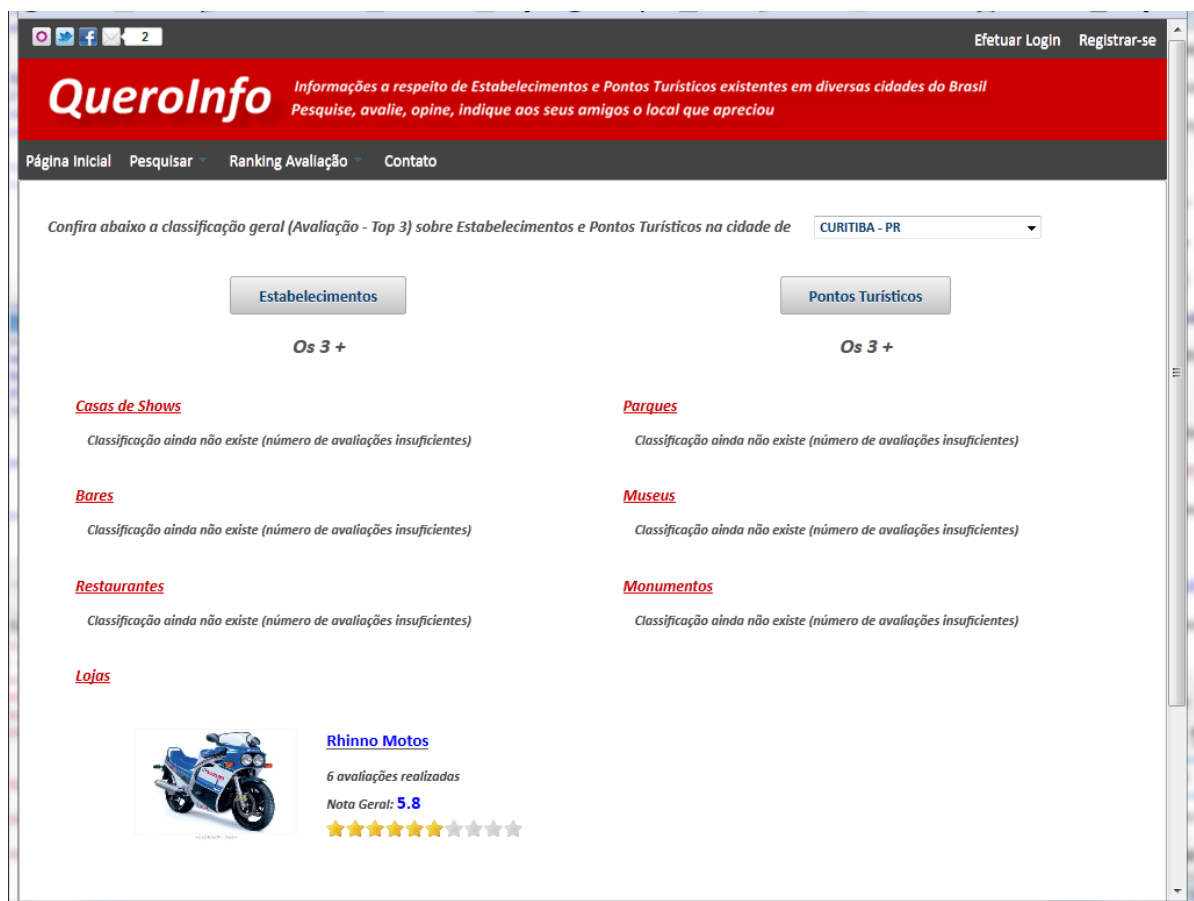 2
Efetuar Login Registrar-se
QueroInfo
Informações a respeito de Estabelecimentos e Pontos Turísticos existentes em diversas cidades do Brasil
Pesquise, avalie, opine, indique aos seus amigos o local que apreciou
Página Inicial Pesquisar Ranking Avaliação Contato
Confira abaixo a classificação geral (Avaliação - Top 3) sobre Estabelecimentos e Pontos Turísticos na cidade de CURITIBA - PR
Estabelecimentos
Os 3 +
Casas de Shows
Classificação ainda não existe (número de avaliações insuficientes)
Bares
Classificação ainda não existe (número de avaliações insuficientes)
Restaurantes
Classificação ainda não existe (número de avaliações insuficientes)
Lojas
Rhinno Motos
6 avaliações realizadas
Nota Geral: 5.8
Pontos Turísticos
Os 3 +
Parques
Classificação ainda não existe (número de avaliações insuficientes)
Museus
Classificação ainda não existe (número de avaliações insuficientes)
Monumentos
Classificação ainda não existe (número de avaliações insuficientes)